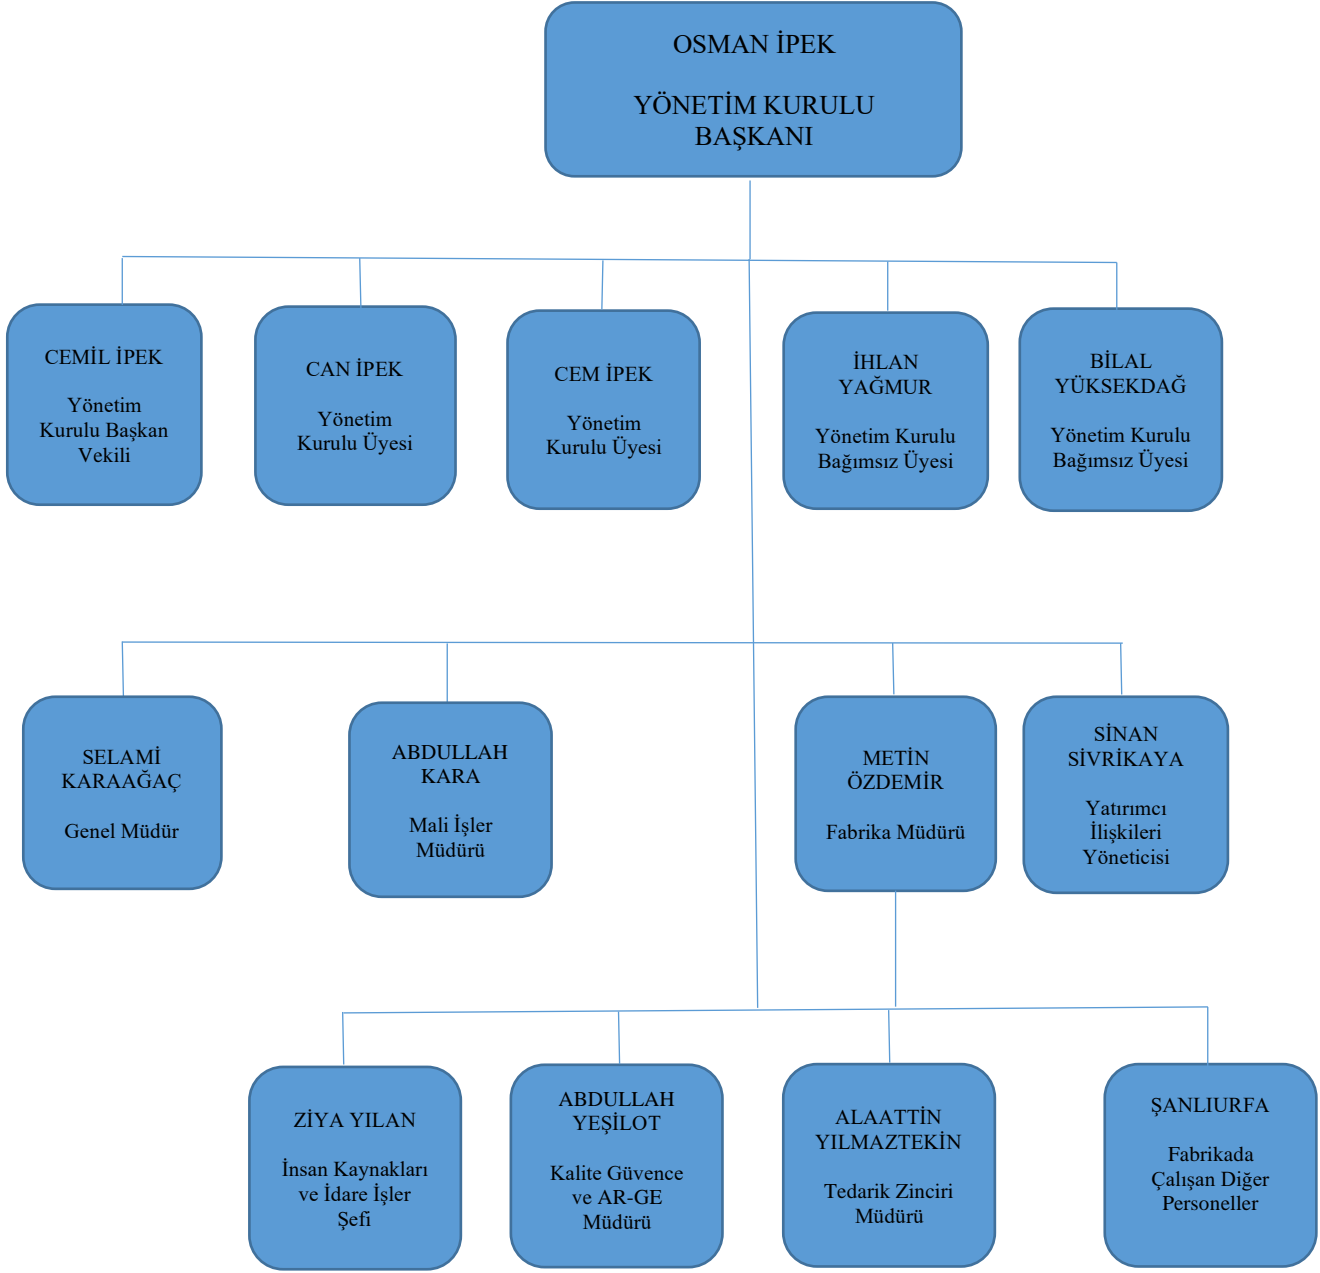 OSMAN İPEK
YÖNETİM KURULU
BAŞKANI
CEMİL İPEK
Yönetim
Kurulu Başkan
Vekili
CAN İPEK
Yönetim
Kurulu Üyesi
CEM İPEK
Yönetim
Kurulu Üyesi
İHLAN
YAĞMUR
Yönetim Kurulu
Bağımsız Üyesi
BİLAL
YÜKSEKDAĞ
Yönetim Kurulu
Bağımsız Üyesi
SELAMİ
KARAAĞAÇ
Genel Müdür
ABDULLAH
KARA
Mali İşler
Müdürü
METİN
ÖZDEMİR
Fabrika Müdürü
SİNAN
SİVRİKAYA
Yatırımcı
İlişkileri
Yöneticisi
ZİYA YILAN
İnsan Kaynakları
ve İdare İşler
Şefi
ABDULLAH
YEŞİLOT
Kalite Güvence
ve AR-GE
Müdürü
ALAATTİN
YILMAZTEKİN
Tedarik Zinciri
Müdürü
ŞANLIURFA
Fabrikada
Çalışan Diğer
Personeller